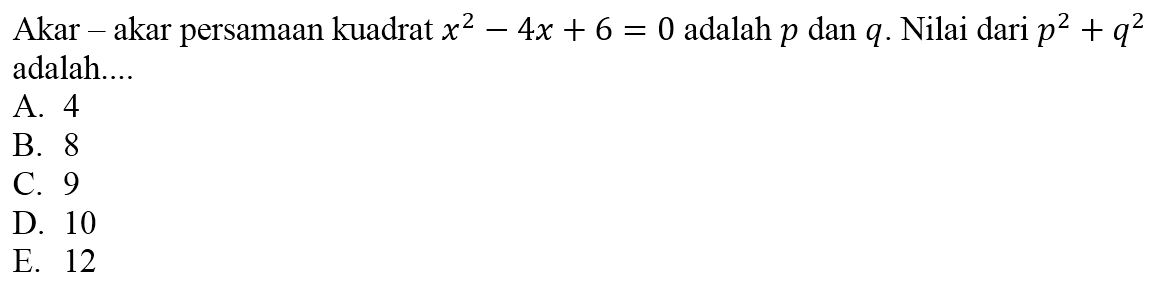 Akar – akar persamaan kuadrat x² − 4x + 6 = 0 adalah p dan q. Nilai dari p² + q²
adalah....
A. 4
B. 8
C. 9
D. 10
E. 12